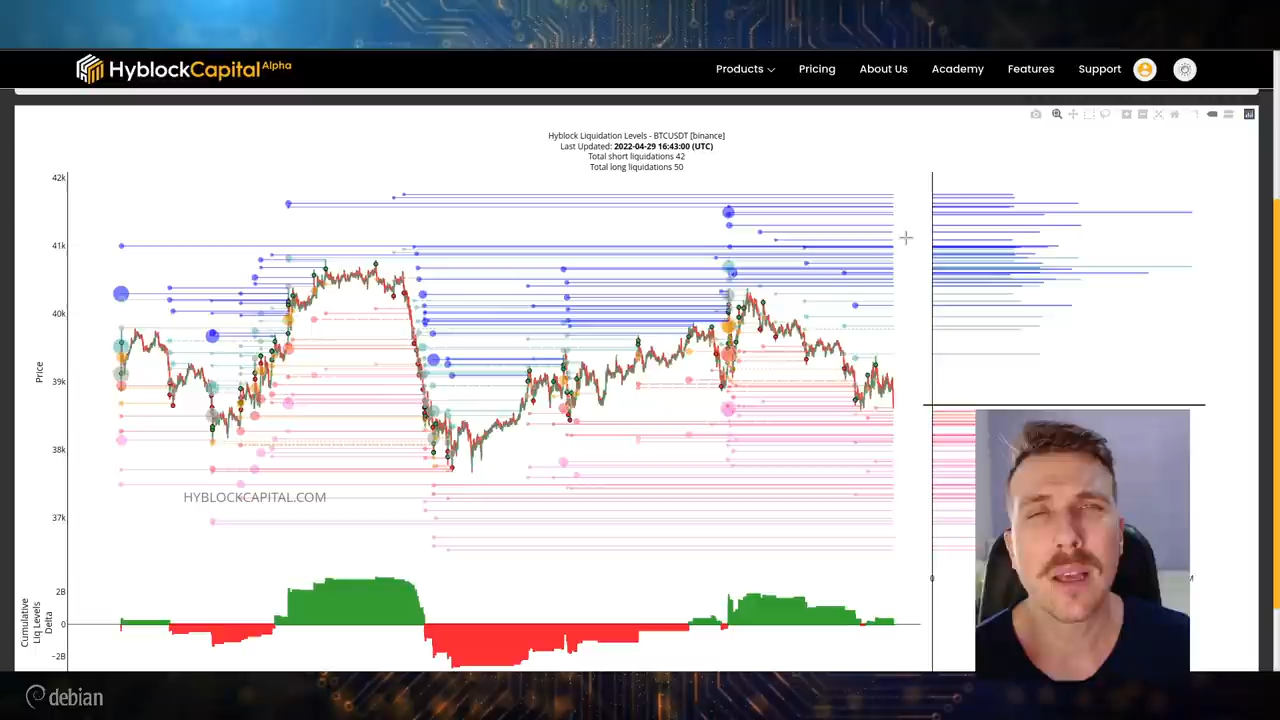 HyblockCapital Alpha
Products Pricing About Us Academy Features Support
Hyblock Liquidation Levels - BTCUSDT [binance]
Last Updated: 2022-04-29 16:43:00 (UTC)
Total short liquidations 42
Total long liquidations 50
42k
41k
40k
39k
38k
37k
Price
HYBLOCKCAPITAL.COM
0
2B
0
−2B
Cumulative
Liq Levels
Delta
debian